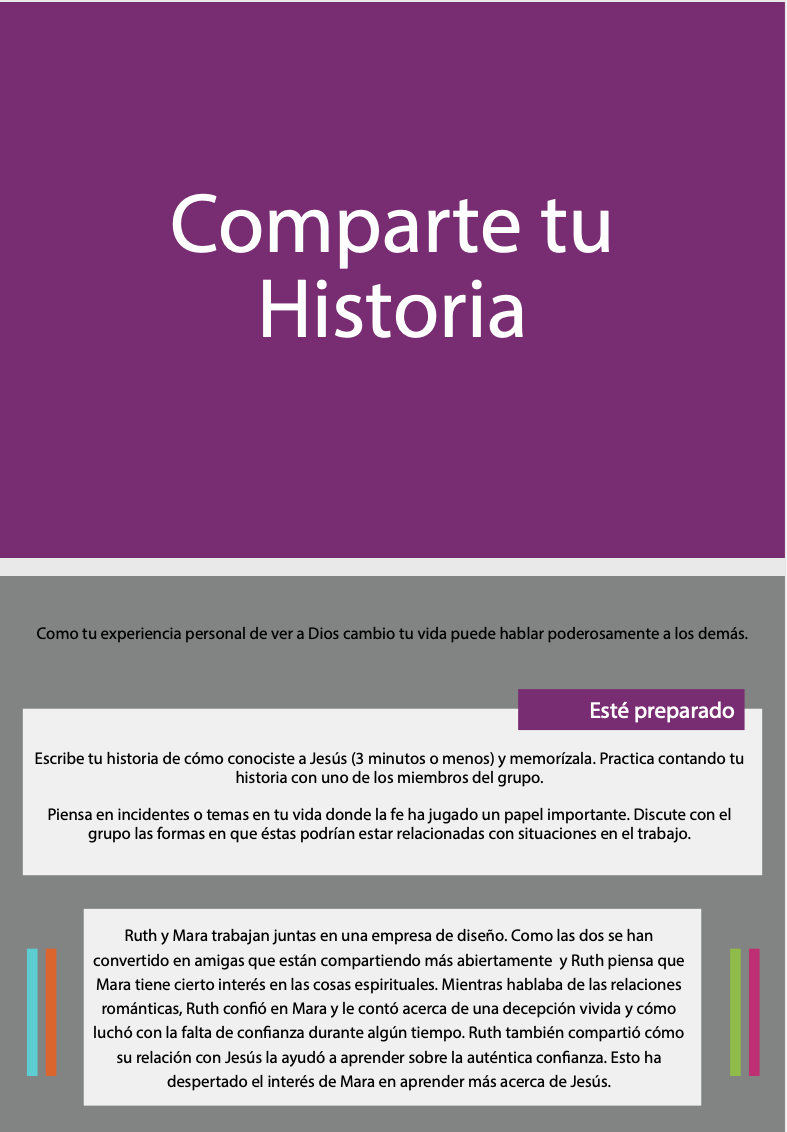 Comparte tu
Historia
Como tu experiencia personal de ver a Dios cambio tu vida puede hablar poderosamente a los demás.
Esté preparado
Escribe tu historia de cómo conociste a Jesús (3 minutos o menos) y memorízala. Practica contando tu
historia con uno de los miembros del grupo.
Piensa en incidentes o temas en tu vida donde la fe ha jugado un papel importante. Discute con el
grupo las formas en que éstas podrían estar relacionadas con situaciones en el trabajo.
Ruth y Mara trabajan juntas en una empresa de diseño. Como las dos se han
convertido en amigas que están compartiendo más abiertamente  y Ruth piensa que
Mara tiene cierto interés en las cosas espirituales. Mientras hablaba de las relaciones
románticas, Ruth confió en Mara y le contó acerca de una decepción vivida y cómo
luchó con la falta de confianza durante algún tiempo. Ruth también compartió cómo
su relación con Jesús la ayudó a aprender sobre la auténtica confianza. Esto ha
despertado el interés de Mara en aprender más acerca de Jesús.